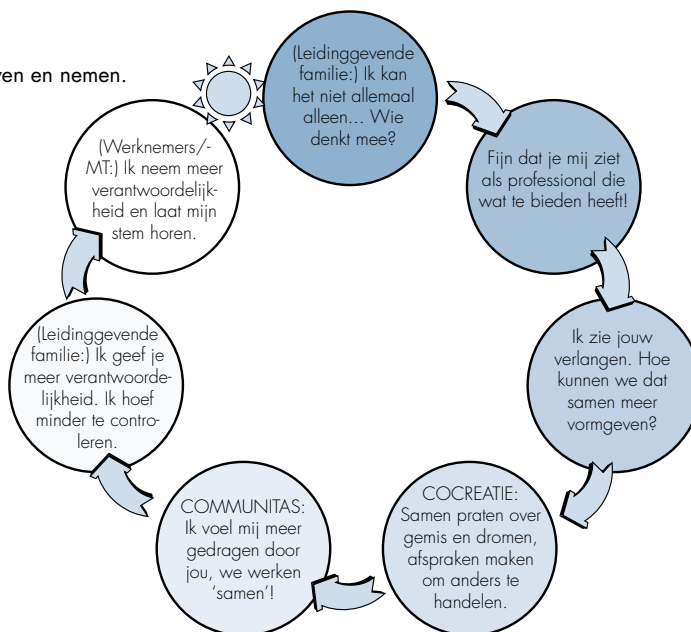 ven en nemen.
(Leidinggevende
familie:) Ik kan
het niet allemaal
alleen... Wie
denkt mee?
Fijn dat je mij ziet
als professional die
wat te bieden heeft!
Ik zie jouw
verlangen. Hoe
kunnen we dat
samen meer
vormgeven?
COCREATIE:
Samen praten over
gemis en dromen,
afspraken maken
om anders te
handelen.
COMMUNITAS:
Ik voel mij meer
gedragen door
jou, we werken
‘samen’!
(Leidinggevende
familie:) Ik geef je
meer verantwoorde-
lijkheid. Ik hoef
minder te contro-
leren.
(Werknemers/-
MT:) Ik neem meer
verantwoordelijk-
heid en laat mijn
stem horen.